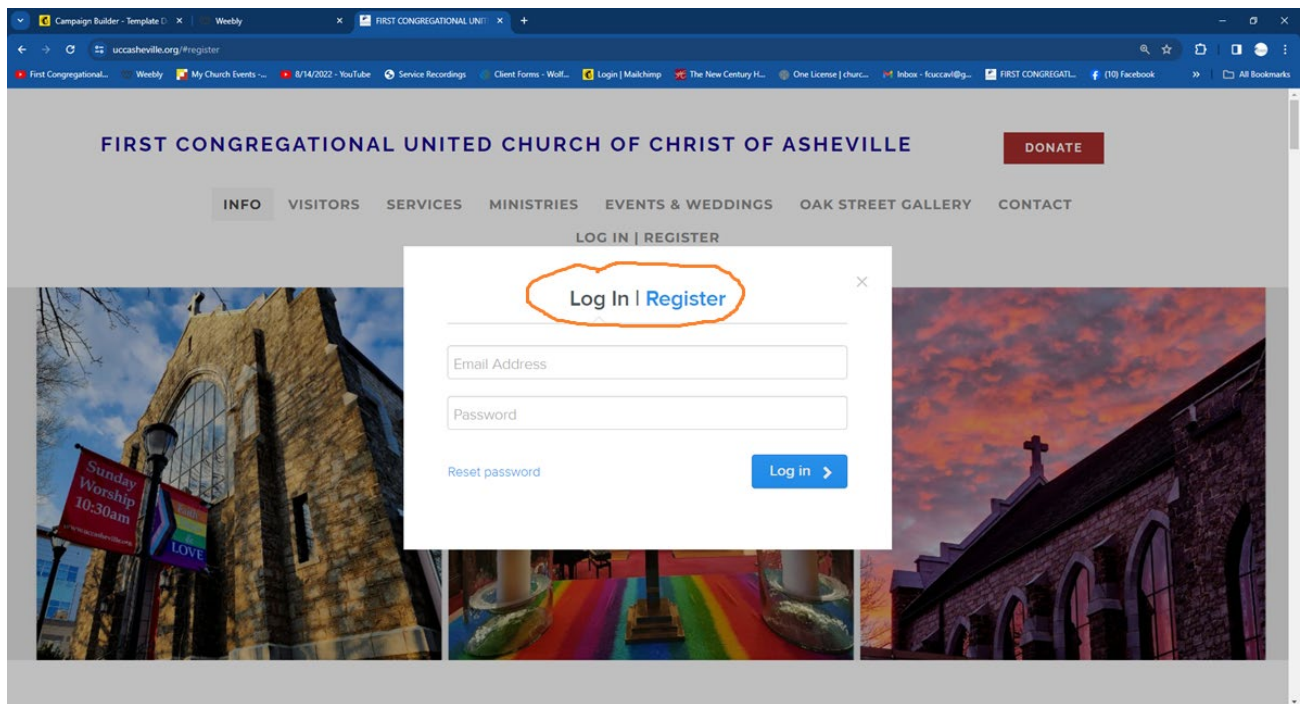 Campaign Builder - Template D
Weebly
FIRST CONGREGATIONAL UNIT
uccasheville.org/#register
First Congregational...
Weebly
My Church Events -...
8/14/2022 - YouTube
Service Recordings
Client Forms - Wolf...
Login | Mailchimp
The New Century H...
One License | churc...
Inbox - fcuccavl@g...
FIRST CONGREGATI...
(10) Facebook
All Bookmarks
FIRST CONGREGATIONAL UNITED CHURCH OF CHRIST OF ASHEVILLE
DONATE
INFO VISITORS SERVICES MINISTRIES EVENTS & WEDDINGS OAK STREET GALLERY CONTACT
LOG IN | REGISTER
Log In | Register
Email Address
Password
Reset password
Log in
Sunday
Worship
10:30am
LOVE